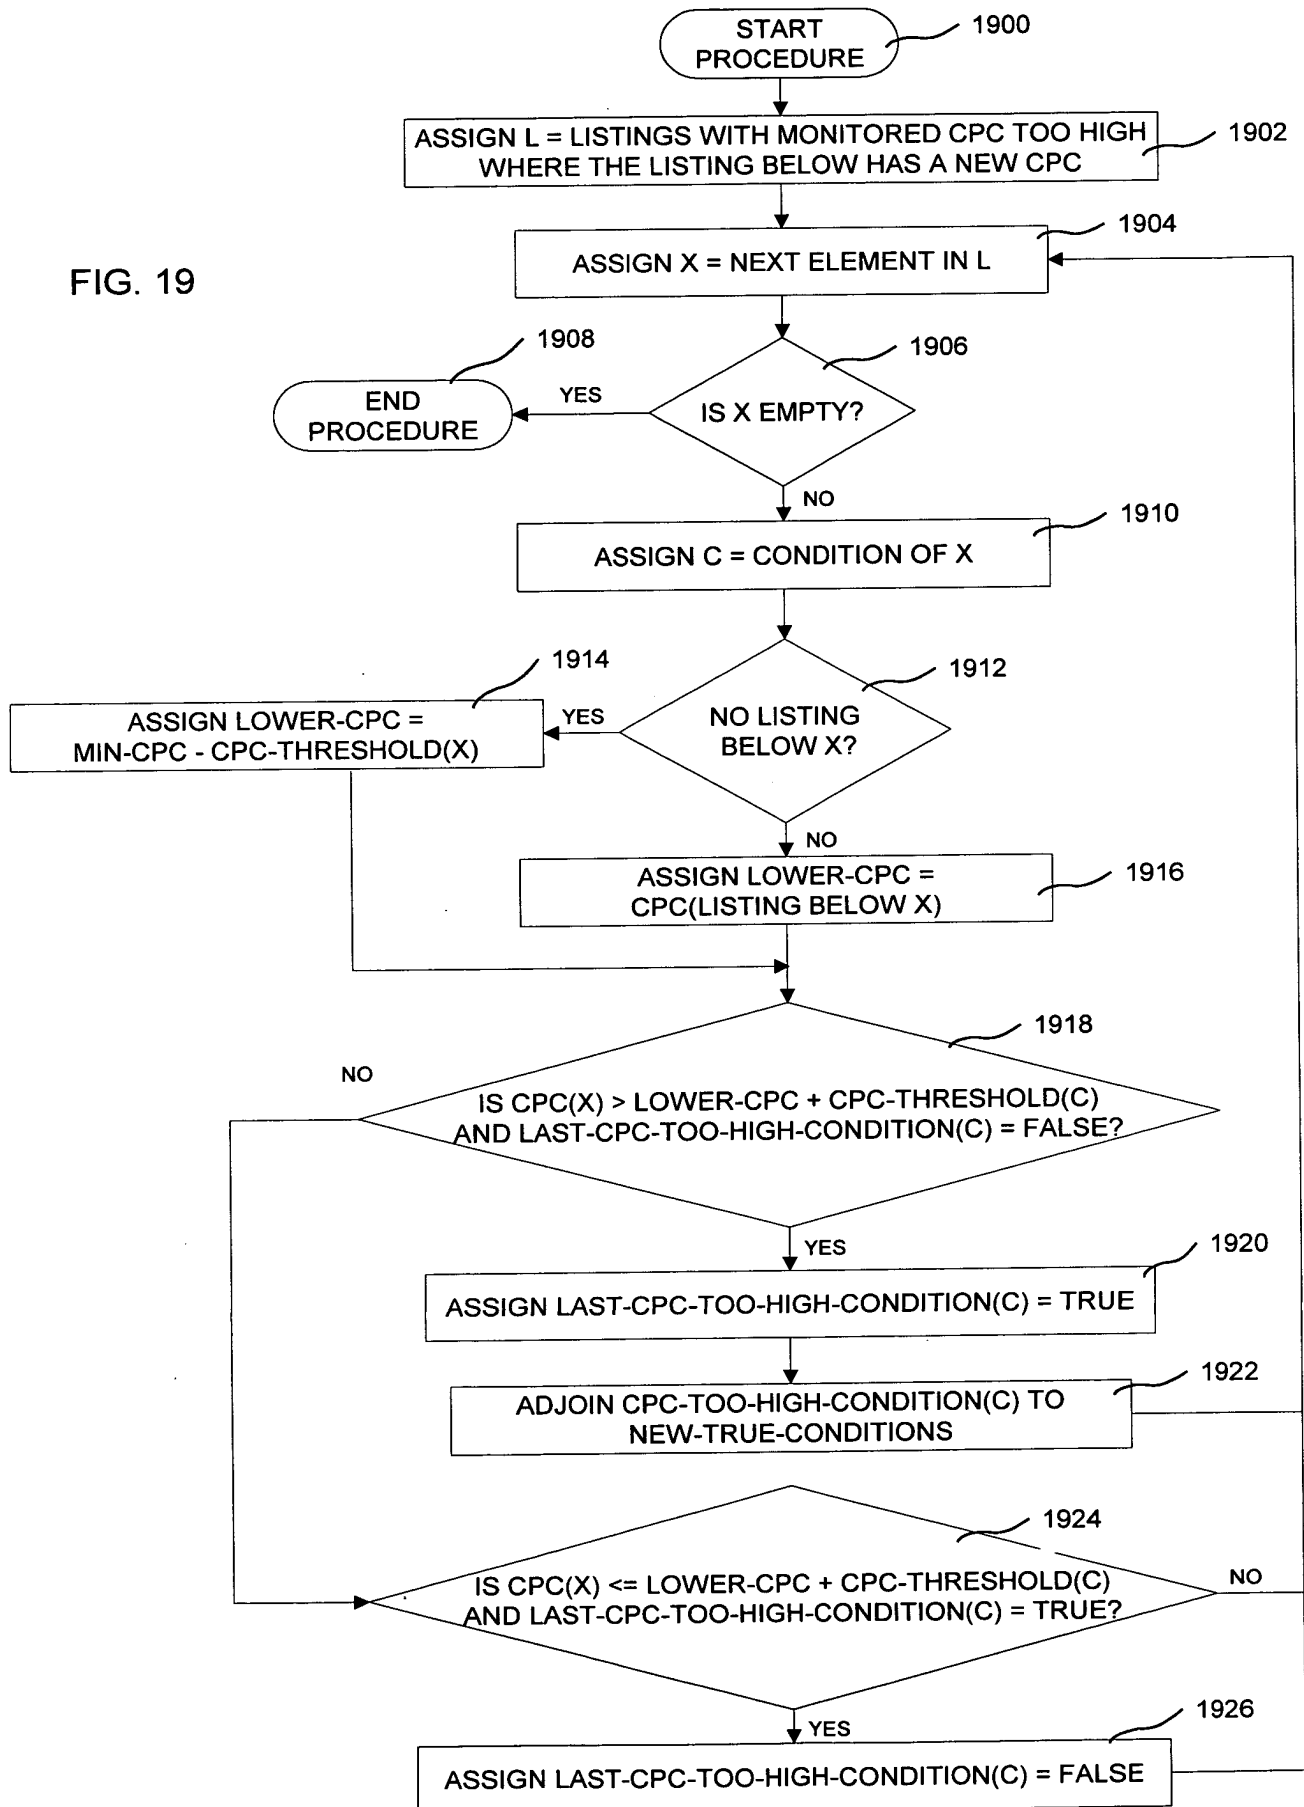 START
PROCEDURE
1900
ASSIGN L = LISTINGS WITH MONITORED CPC TOO HIGH
WHERE THE LISTING BELOW HAS A NEW CPC
1902
1904
ASSIGN X = NEXT ELEMENT IN L
FIG. 19
1908
1906
END
PROCEDURE
YES
IS X EMPTY?
NO
1910
ASSIGN C = CONDITION OF X
1914
1912
ASSIGN LOWER-CPC =
MIN-CPC - CPC-THRESHOLD(X)
YES
NO LISTING
BELOW X?
NO
ASSIGN LOWER-CPC =
CPC(LISTING BELOW X)
1916
1918
NO
IS CPC(X) > LOWER-CPC + CPC-THRESHOLD(C)
AND LAST-CPC-TOO-HIGH-CONDITION(C) = FALSE?
YES
1920
ASSIGN LAST-CPC-TOO-HIGH-CONDITION(C) = TRUE
1922
ADJOIN CPC-TOO-HIGH-CONDITION(C) TO
NEW-TRUE-CONDITIONS
1924
IS CPC(X) <= LOWER-CPC + CPC-THRESHOLD(C)
AND LAST-CPC-TOO-HIGH-CONDITION(C) = TRUE?
NO
YES
1926
ASSIGN LAST-CPC-TOO-HIGH-CONDITION(C) = FALSE